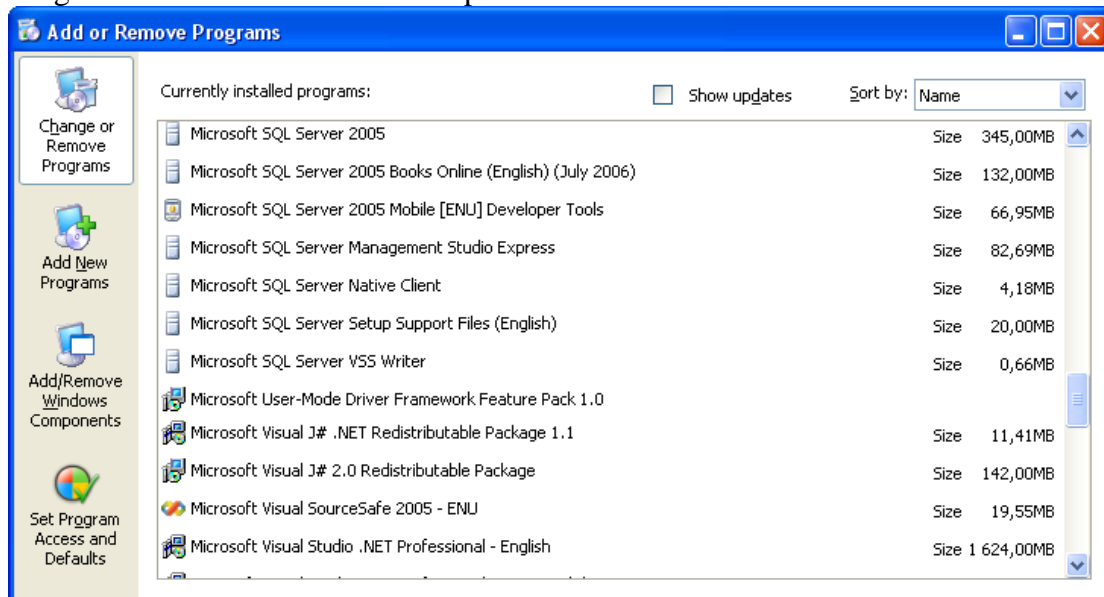 Add or Remove Programs
Change or
Remove
Programs
Add New
Programs
Add/Remove
Windows
Components
Set Program
Access and
Defaults
Currently installed programs:
Show updates
Sort by: Name
Microsoft SQL Server 2005 Size 345,00MB
Microsoft SQL Server 2005 Books Online (English) (July 2006) Size 132,00MB
Microsoft SQL Server 2005 Mobile [ENU] Developer Tools Size 66,95MB
Microsoft SQL Server Management Studio Express Size 82,69MB
Microsoft SQL Server Native Client Size 4,18MB
Microsoft SQL Server Setup Support Files (English) Size 20,00MB
Microsoft SQL Server VSS Writer Size 0,66MB
Microsoft User-Mode Driver Framework Feature Pack 1.0
Microsoft Visual J# .NET Redistributable Package 1.1 Size 11,41MB
Microsoft Visual J# 2.0 Redistributable Package Size 142,00MB
Microsoft Visual SourceSafe 2005 - ENU Size 19,55MB
Microsoft Visual Studio .NET Professional - English Size 1 624,00MB